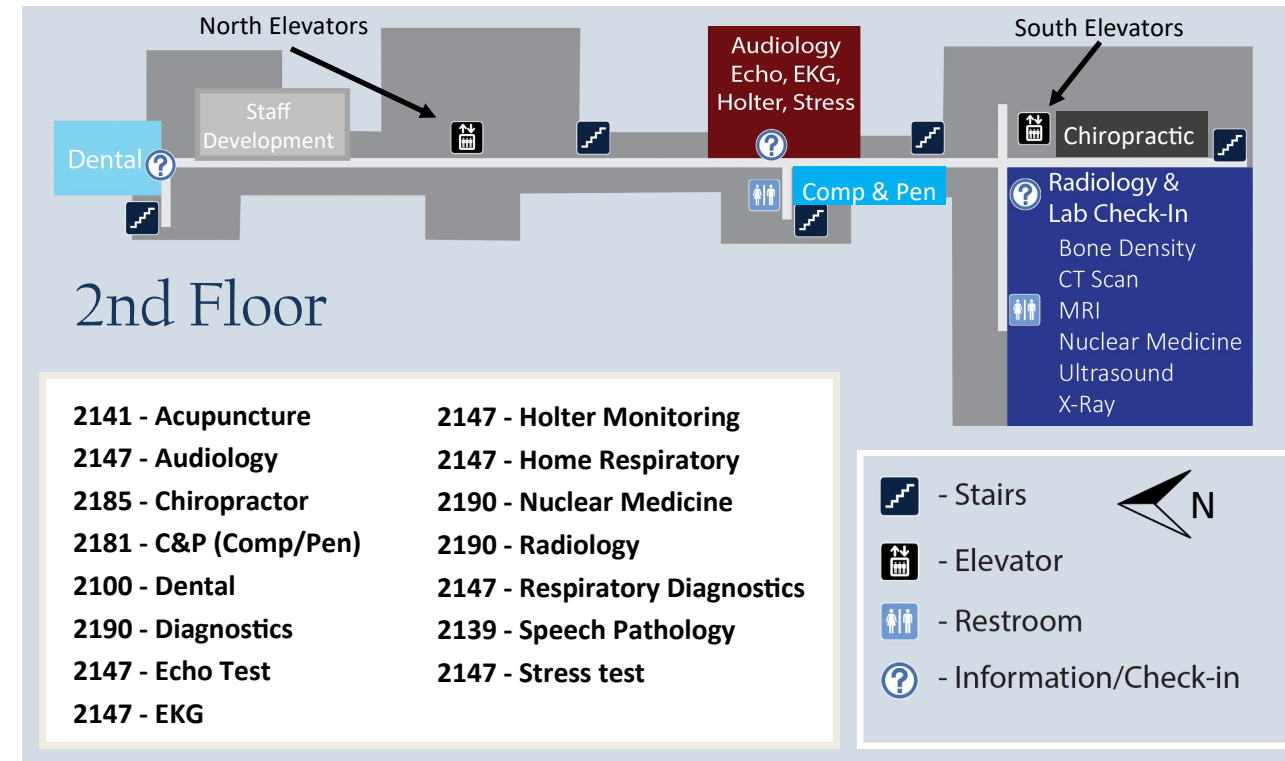 North Elevators
South Elevators
Audiology
Echo, EKG,
Holter, Stress
Staff
Development
Dental
Chiropractic
Comp & Pen
Radiology &
Lab Check-In
Bone Density
CT Scan
MRI
Nuclear Medicine
Ultrasound
X-Ray
2nd Floor
2141 - Acupuncture
2147 - Audiology
2185 - Chiropractor
2181 - C&P (Comp/Pen)
2100 - Dental
2190 - Diagnostics
2147 - Echo Test
2147 - EKG
2147 - Holter Monitoring
2147 - Home Respiratory
2190 - Nuclear Medicine
2190 - Radiology
2147 - Respiratory Diagnostics
2139 - Speech Pathology
2147 - Stress test
- Stairs
N
- Elevator
- Restroom
- Information/Check-in